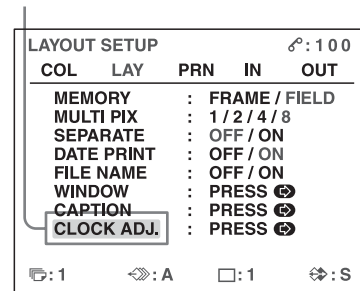 LAYOUT SETUP :100
COL LAY PRN IN OUT
MEMORY : FRAME / FIELD
MULTI PIX : 1 / 2 / 4 / 8
SEPARATE : OFF / ON
DATE PRINT : OFF / ON
FILE NAME : OFF / ON
WINDOW : PRESS
CAPTION : PRESS
CLOCK ADJ. : PRESS
:1 :A :1 :S